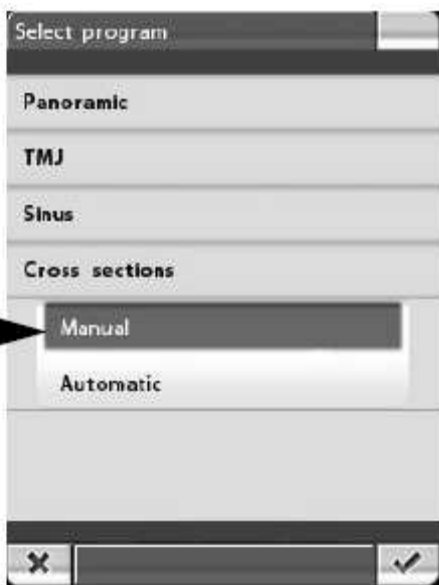 Select program
Panoramic
TMJ
Sinus
Cross sections
Manual
Automatic